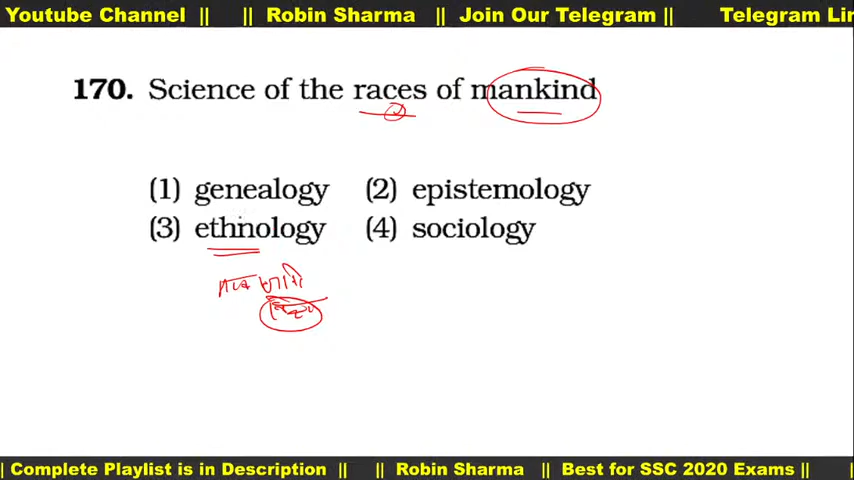 Youtube Channel || || Robin Sharma || Join Our Telegram || Telegram Lin
170. Science of the races of mankind
(1) genealogy (2) epistemology
(3) ethnology (4) sociology
| Complete Playlist is in Description || || Robin Sharma || Best for SSC 2020 Exams || |